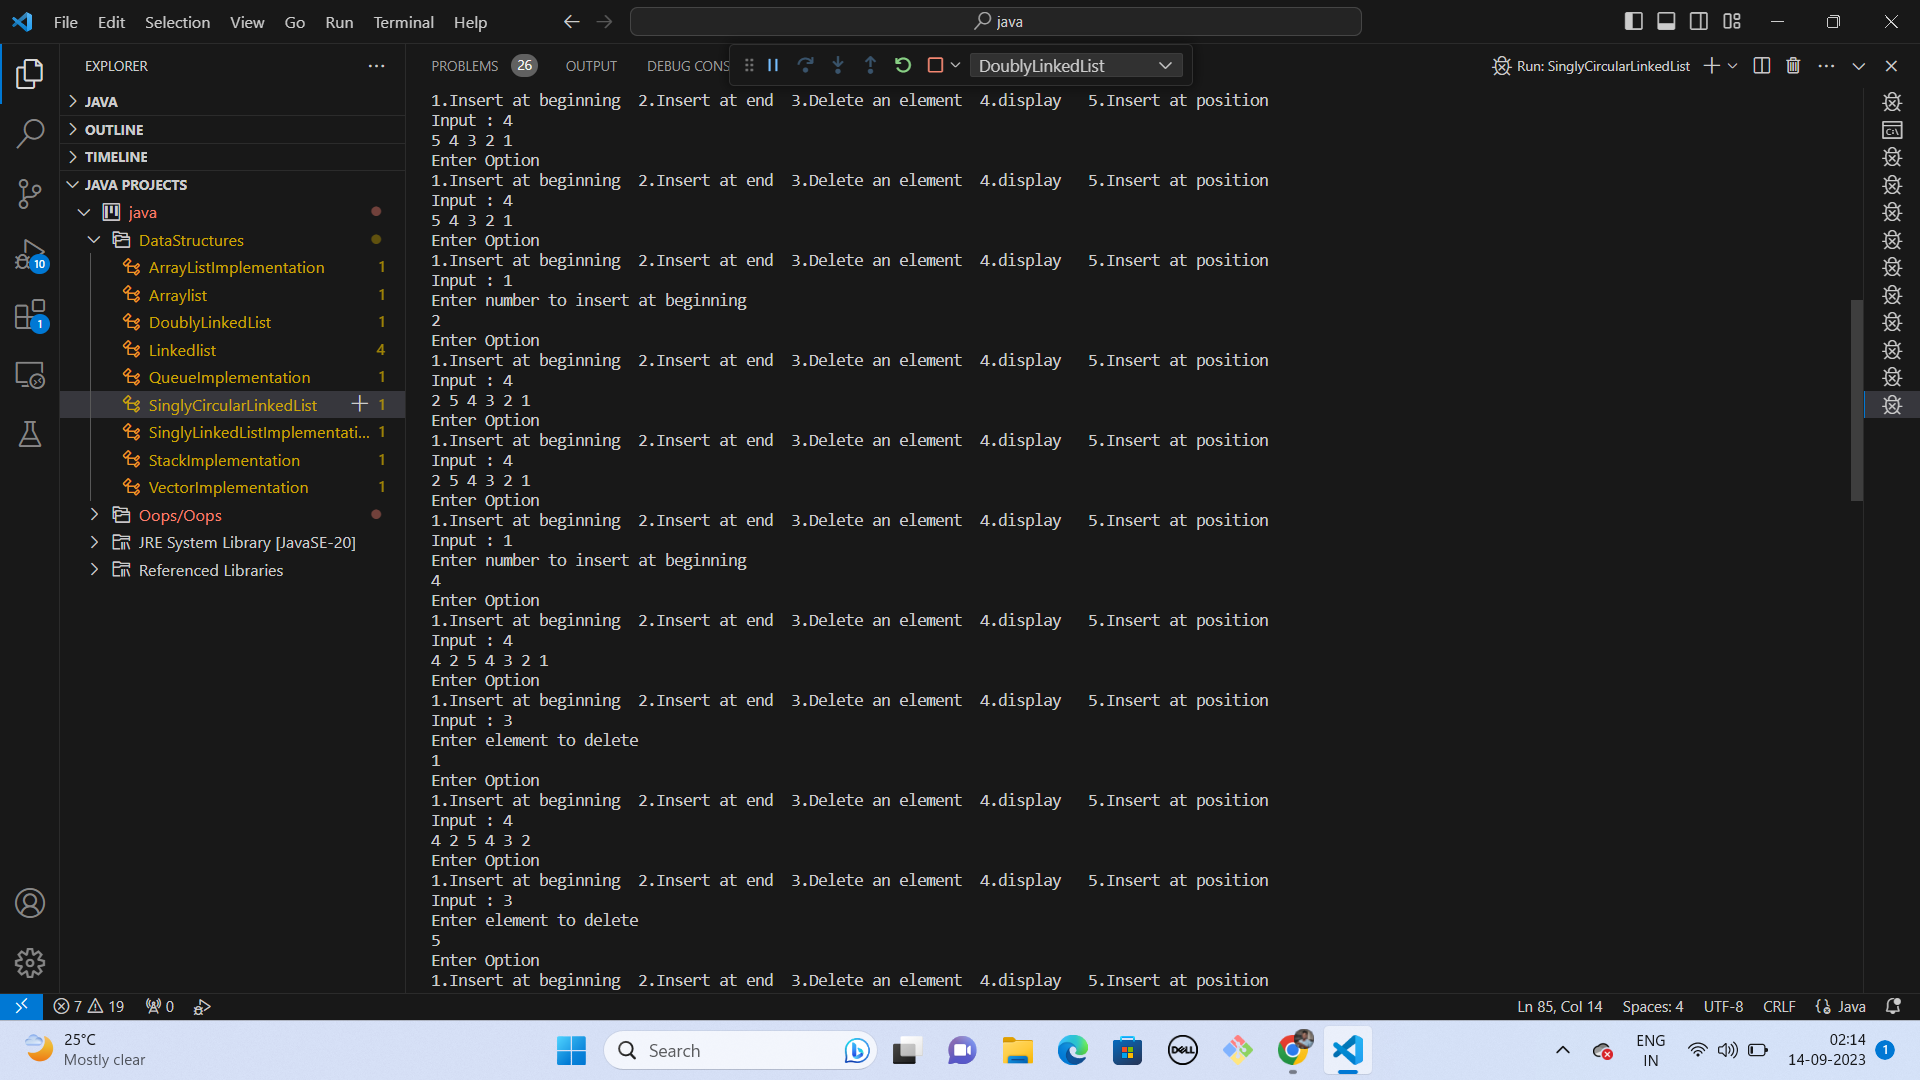 File Edit Selection View Go Run Terminal Help
java
EXPLORER
JAVA
OUTLINE
TIMELINE
JAVA PROJECTS
java
DataStructures
ArrayListImplementation 1
Arraylist 1
DoublyLinkedList 1
Linkedlist 4
QueueImplementation 1
SinglyCircularLinkedList 1
SinglyLinkedListImplementati... 1
StackImplementation 1
VectorImplementation 1
Oops/Oops
JRE System Library [JavaSE-20]
Referenced Libraries
10
1
PROBLEMS 26 OUTPUT DEBUG CONS DoublyLinkedList Run: SinglyCircularLinkedList
1.Insert at beginning 2.Insert at end 3.Delete an element 4.display 5.Insert at position
Input : 4
5 4 3 2 1
Enter Option
1.Insert at beginning 2.Insert at end 3.Delete an element 4.display 5.Insert at position
Input : 4
5 4 3 2 1
Enter Option
1.Insert at beginning 2.Insert at end 3.Delete an element 4.display 5.Insert at position
Input : 1
Enter number to insert at beginning
2
Enter Option
1.Insert at beginning 2.Insert at end 3.Delete an element 4.display 5.Insert at position
Input : 4
2 5 4 3 2 1
Enter Option
1.Insert at beginning 2.Insert at end 3.Delete an element 4.display 5.Insert at position
Input : 4
2 5 4 3 2 1
Enter Option
1.Insert at beginning 2.Insert at end 3.Delete an element 4.display 5.Insert at position
Input : 1
Enter number to insert at beginning
4
Enter Option
1.Insert at beginning 2.Insert at end 3.Delete an element 4.display 5.Insert at position
Input : 4
4 2 5 4 3 2 1
Enter Option
1.Insert at beginning 2.Insert at end 3.Delete an element 4.display 5.Insert at position
Input : 3
Enter element to delete
1
Enter Option
1.Insert at beginning 2.Insert at end 3.Delete an element 4.display 5.Insert at position
Input : 4
4 2 5 4 3 2
Enter Option
1.Insert at beginning 2.Insert at end 3.Delete an element 4.display 5.Insert at position
Input : 3
Enter element to delete
5
Enter Option
1.Insert at beginning 2.Insert at end 3.Delete an element 4.display 5.Insert at position
7 19 0 Ln 85, Col 14 Spaces: 4 UTF-8 CRLF Java
25°C
Mostly clear
Search
DELL
ENG
IN
02:14
14-09-2023
1